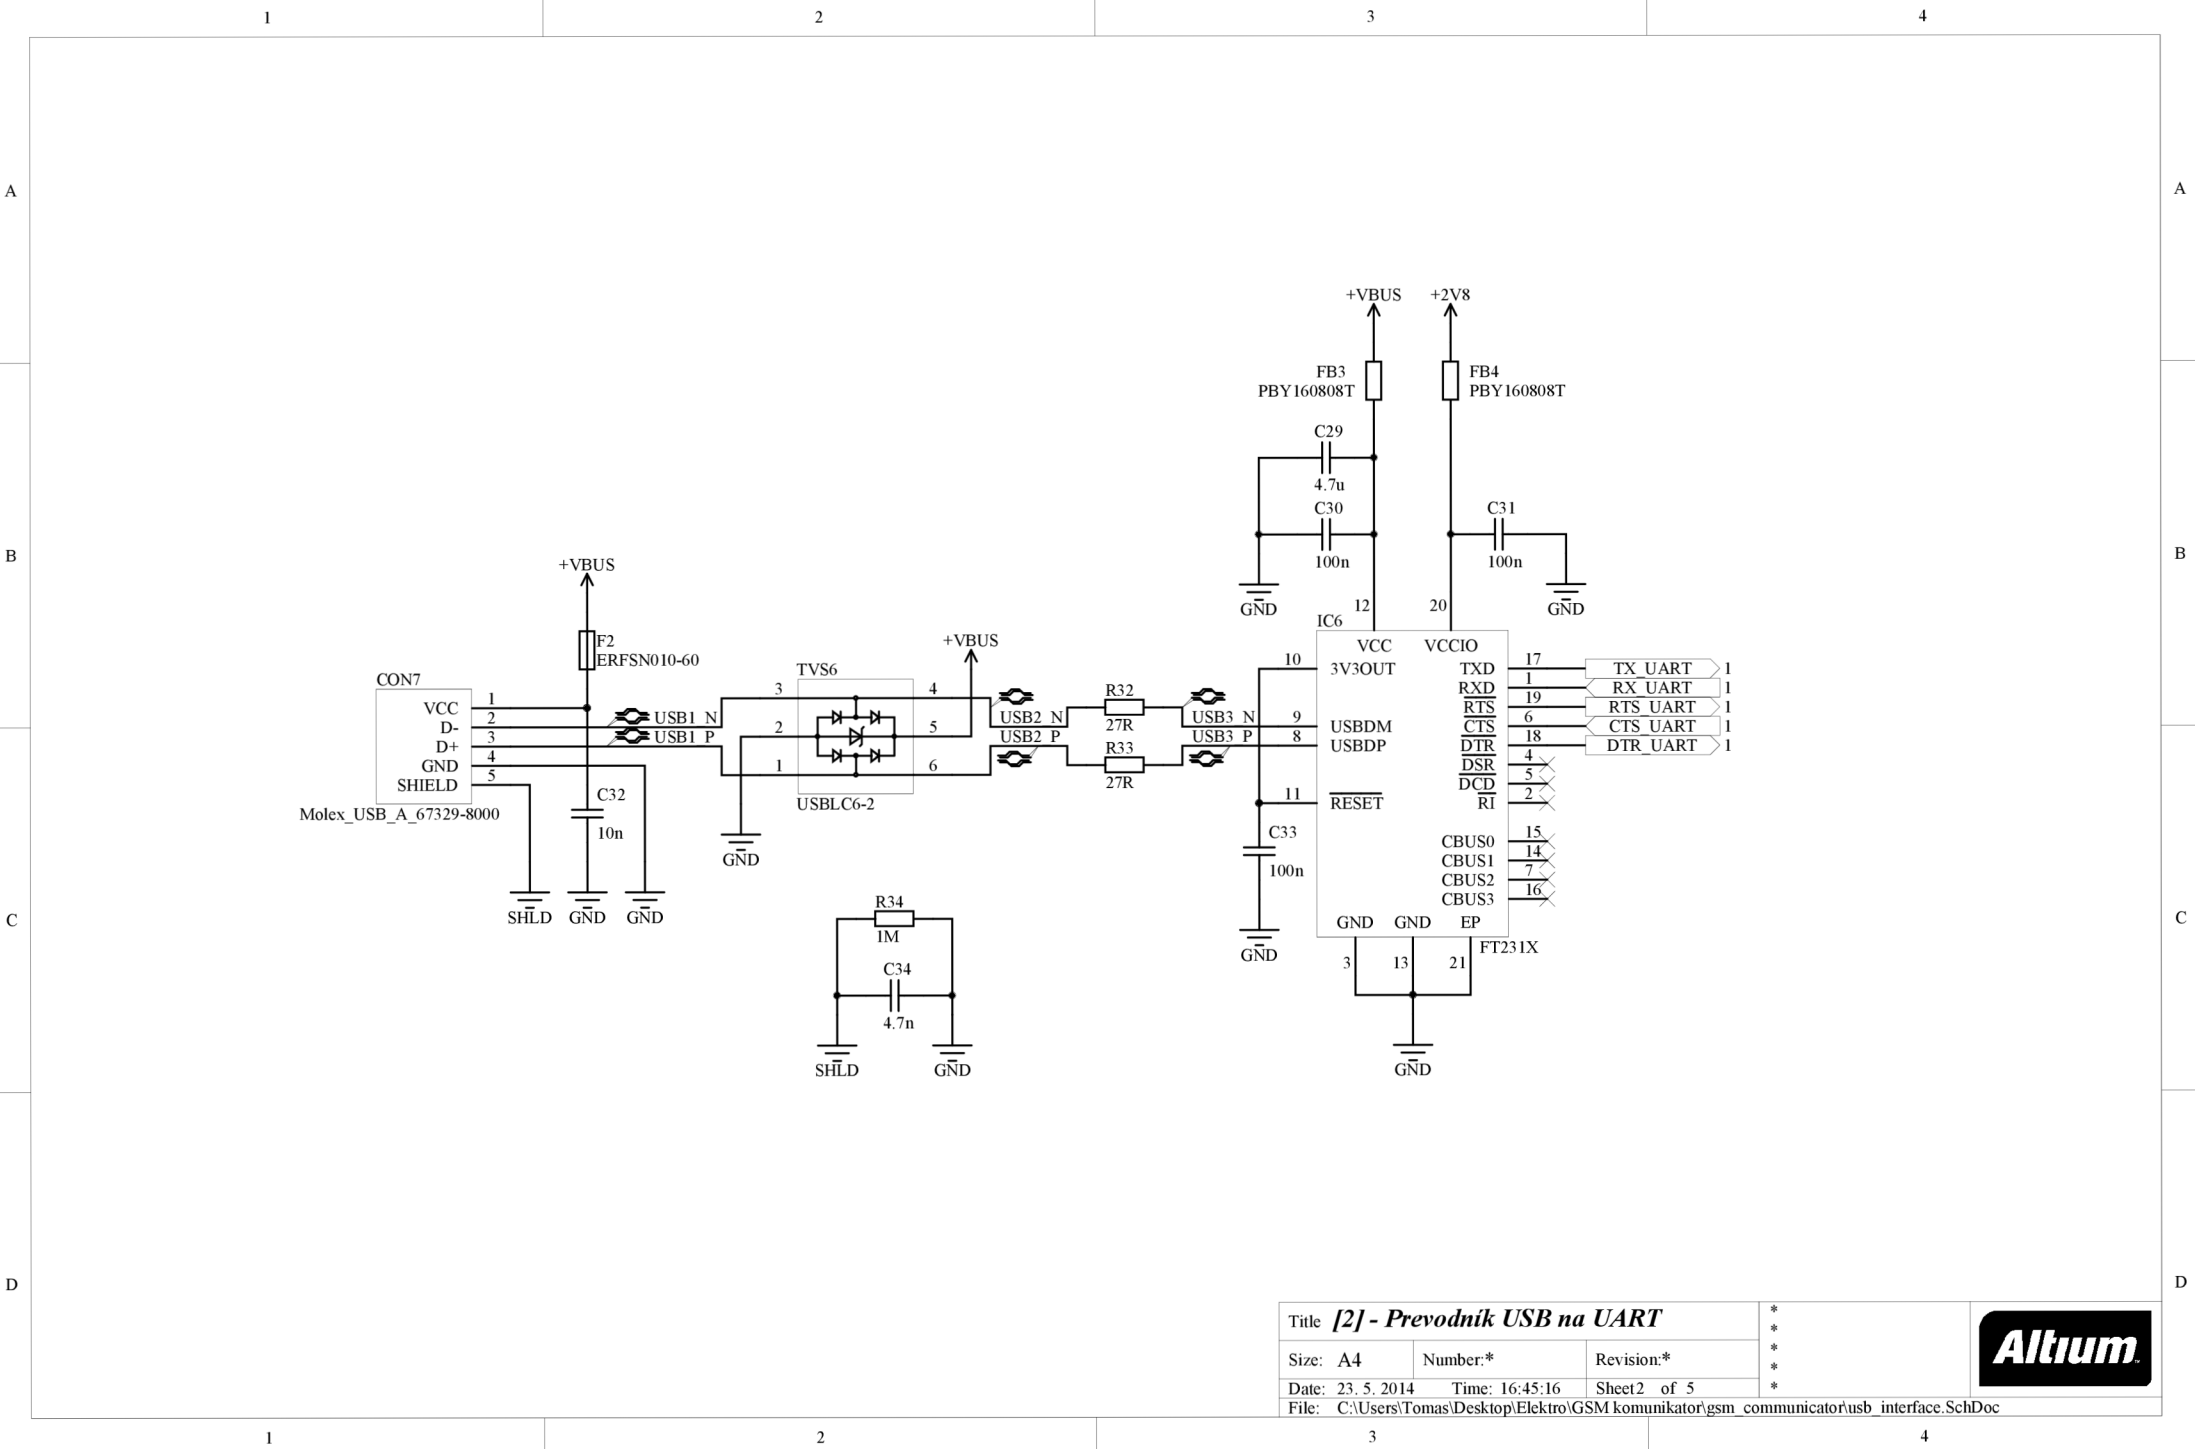 1 2 3 4
A A
+VBUS +2V8
FB3 FB4
PBY160808T PBY160808T
C29
4.7u
C30 C31
100n 100n
B B
+VBUS
GND 12 20 GND
IC6
F2 +VBUS VCC VCCIO
ERFSN010-60
TVS6 10 3V3OUT TXD 17 TX_UART 1
CON7 3 4 R32 RXD 1 RX_UART 1
VCC 1 RTS 19 RTS_UART 1
D- 2 USB1_N USB2_N 27R USB3_N 9 USBDM CTS 6 CTS_UART 1
D+ 3 USB1_P 2 5 USB2_P R33 USB3_P 8 USBDP DTR 18 DTR_UART 1
GND 4 1 6 DSR 4
SHIELD 5 27R DCD 5
C32 USBLC6-2 11 RESET RI 2
Molex_USB_A_67329-8000
10n C33 CBUS0 15
GND CBUS1 14
100n CBUS2 7
CBUS3 16
SHLD GND GND R34 GND GND EP
C C
1M GND FT231X
3 13 21
C34
4.7n
SHLD GND GND
D D
Title [2] - Prevodník USB na UART *
*
Size: A4 Number:* Revision:* *
*
Date: 23. 5. 2014 Time: 16:45:16 Sheet2 of 5 *
File: C:\Users\Tomas\Desktop\Elektro\GSM komunikator\gsm_communicator\usb_interface.SchDoc
Altium
1 2 3 4